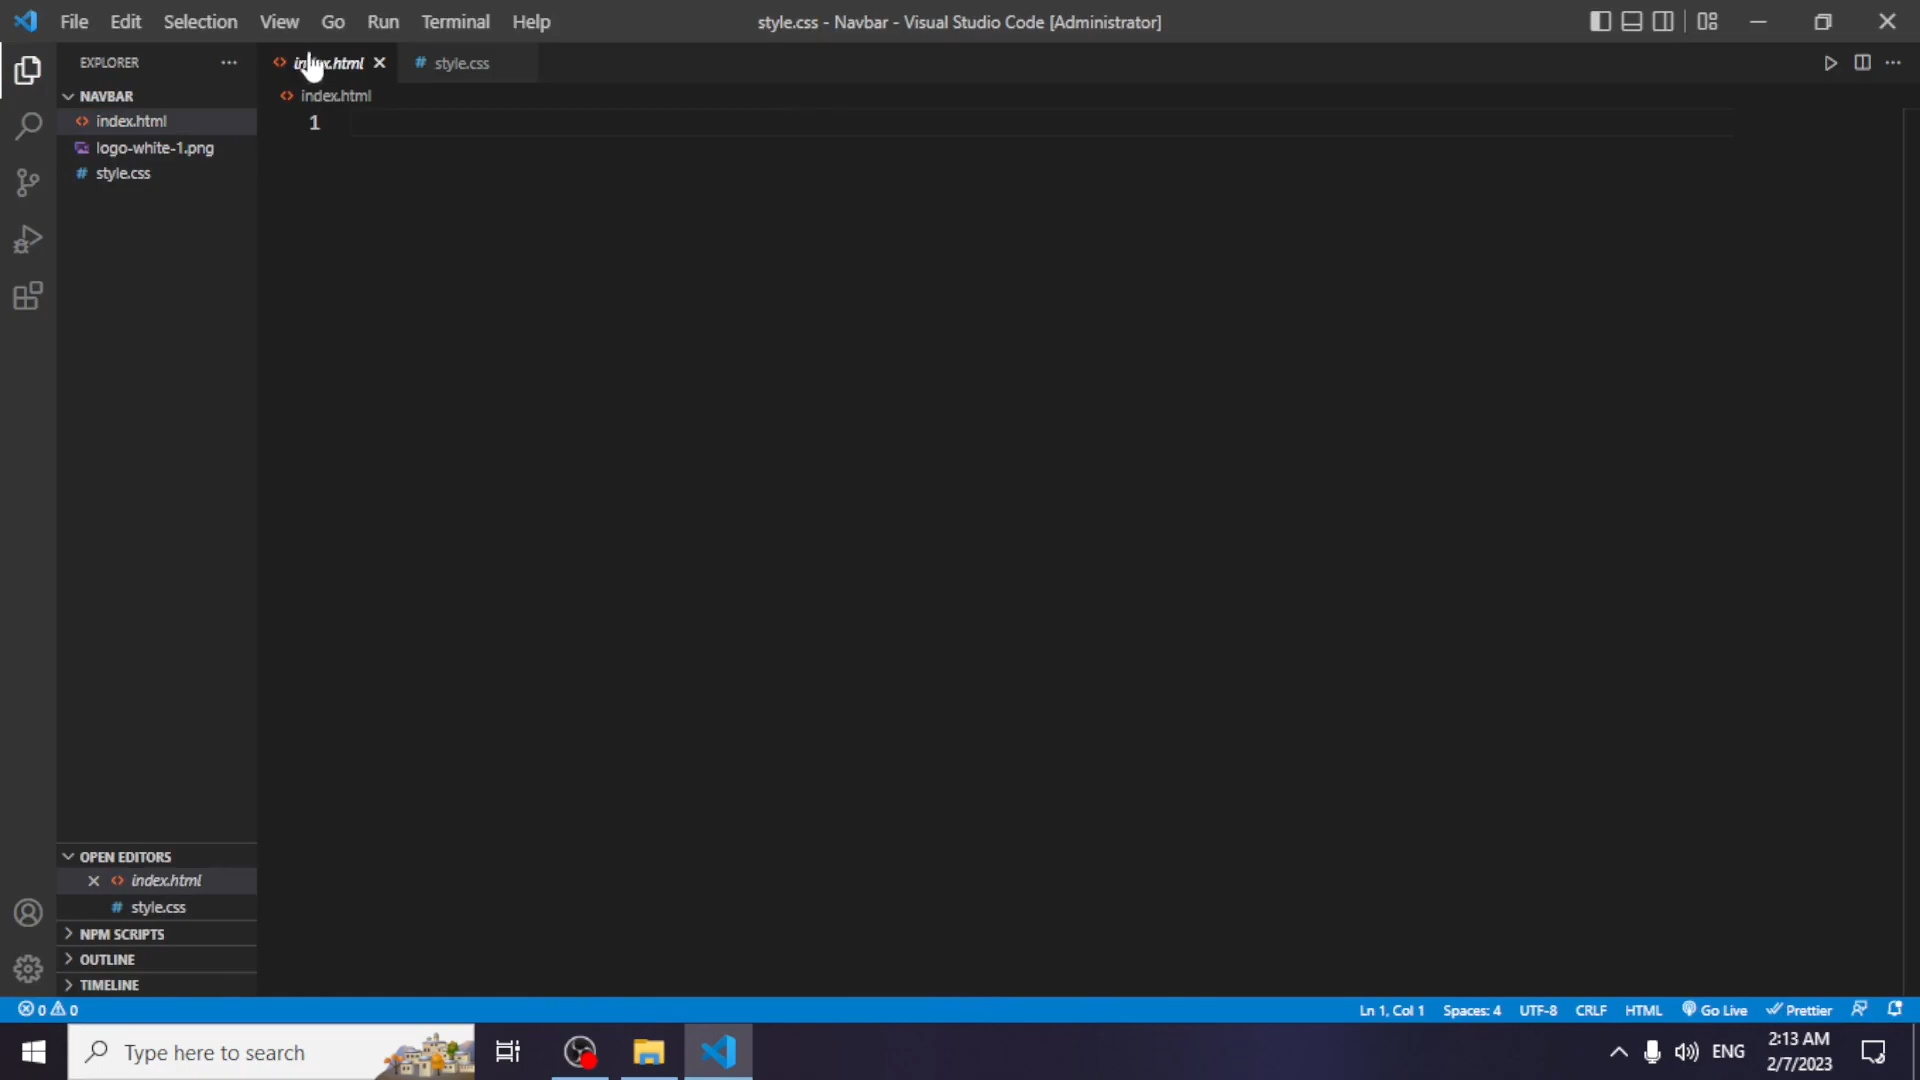 File Edit Selection View Go Run Terminal Help style.css - Navbar - Visual Studio Code [Administrator]
EXPLORER ··· index.html # style.css ···
NAVBAR index.html
index.html 1
logo-white-1.png
# style.css
OPEN EDITORS
index.html
# style.css
NPM SCRIPTS
OUTLINE
TIMELINE
0 0 Ln 1, Col 1 Spaces: 4 UTF-8 CRLF HTML Go Live Prettier
Type here to search ENG 2:13 AM
2/7/2023